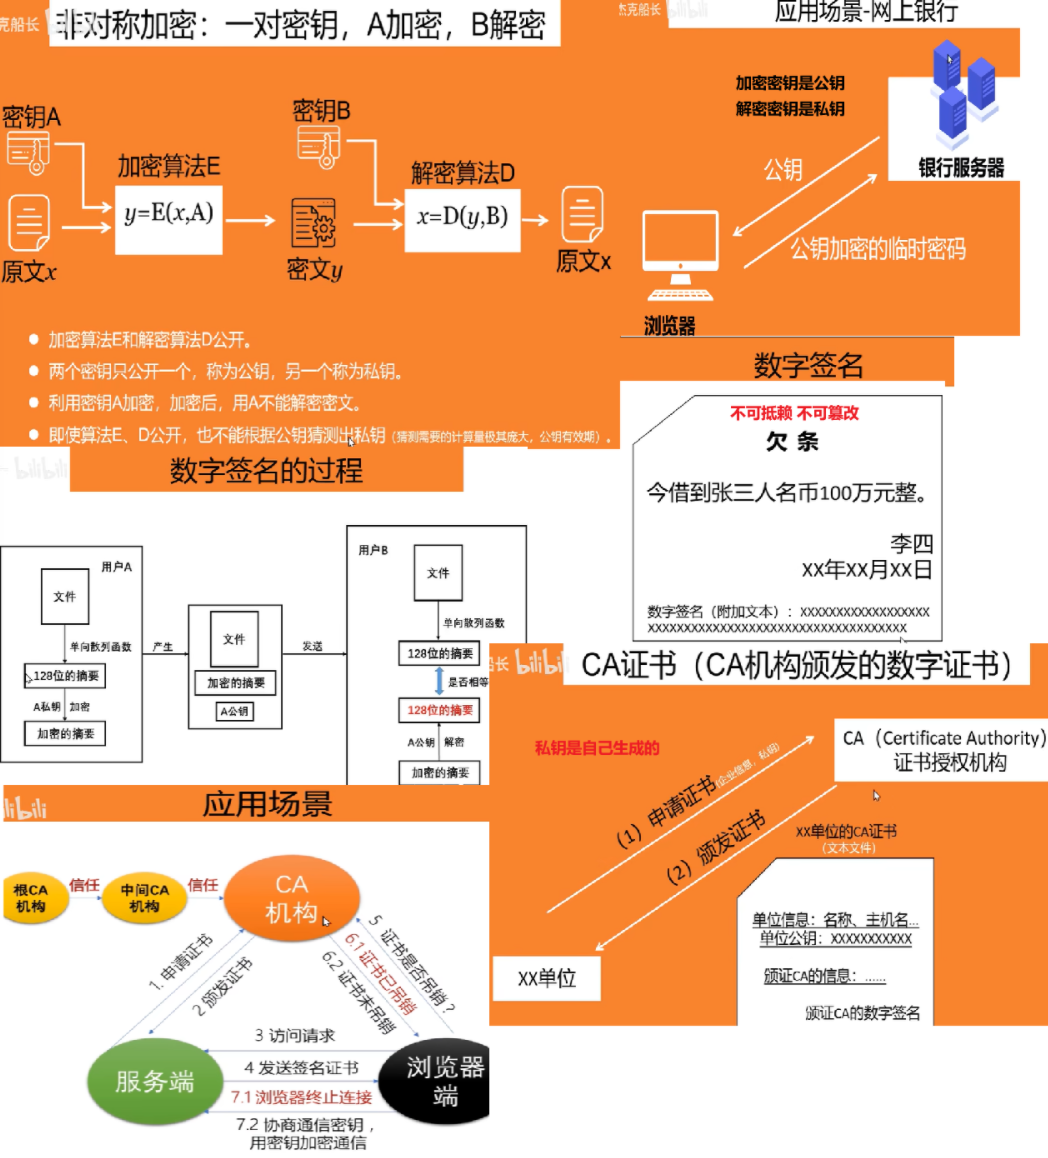 克船长 bilibili
非对称加密：一对密钥，A加密，B解密
密钥A
密钥B
加密算法E
解密算法D
y=E(x,A)
x=D(y,B)
原文x
密文y
原文x
加密算法E和解密算法D公开。
两个密钥只公开一个，称为公钥，另一个称为私钥。
利用密钥A加密，加密后，用A不能解密密文。
即使算法E、D公开，也不能根据公钥猜测出私钥（猜测需要的计算量极其庞大，公钥有效期）。
杰克船长 bilibili
应用场景-网上银行
加密密钥是公钥
解密密钥是私钥
银行服务器
公钥
公钥加密的临时密码
浏览器
数字签名
不可抵赖 不可篡改
欠 条
今借到张三人名币100万元整。
李四
XX年XX月XX日
数字签名（附加文本）：XXXXXXXXXXXXXXXXXX
XXXXXXXXXXXXXXXXXXXXXXXXXXXXXXXXXXXX
bilibili
数字签名的过程
用户A
文件
单向散列函数
128位的摘要
A私钥 加密
加密的摘要
产生
文件
加密的摘要
A公钥
发送
用户B
文件
单向散列函数
128位的摘要
是否相等
128位的摘要
A公钥 解密
加密的摘要
长 bilibili
CA证书（CA机构颁发的数字证书）
私钥是自己生成的
CA（Certificate Authority）
证书授权机构
（1）申请证书（企业信息，私钥）
（2）颁发证书
XX单位的CA证书
（文本文件）
单位信息：名称、主机名...
单位公钥：XXXXXXXXXXX
颁证CA的信息：......
颁证CA的数字签名
XX单位
libili
应用场景
根CA
机构
信任
中间CA
机构
信任
CA
机构
1. 申请证书
2 颁发证书
5 证书是否吊销？
6.1 证书已吊销
6.2 证书未吊销
3 访问请求
4 发送签名证书
7.1 浏览器终止连接
7.2 协商通信密钥，
用密钥加密通信
服务端
浏览器
端